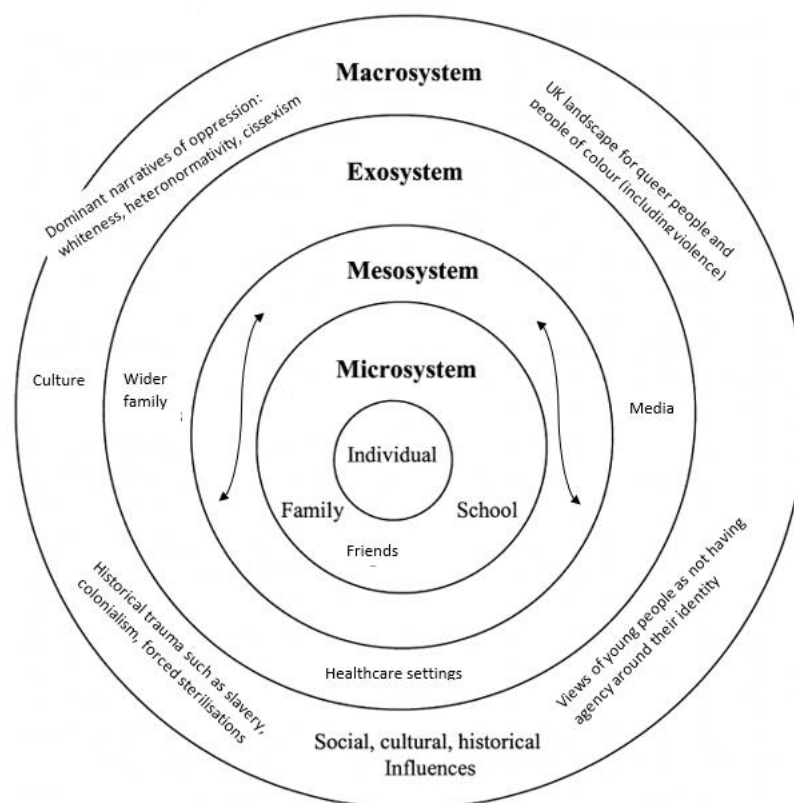 Macrosystem
Dominant narratives of oppression:
whiteness, heteronormativity, cissexism
UK landscape for queer people and
people of colour (including violence)
Exosystem
Mesosystem
Microsystem
Culture
Wider
family
Media
Individual
Family
School
Friends
Historical trauma such as slavery,
colonialism, forced sterilisations
Views of young people as not having
agency around their identity
Healthcare settings
Social, cultural, historical
Influences